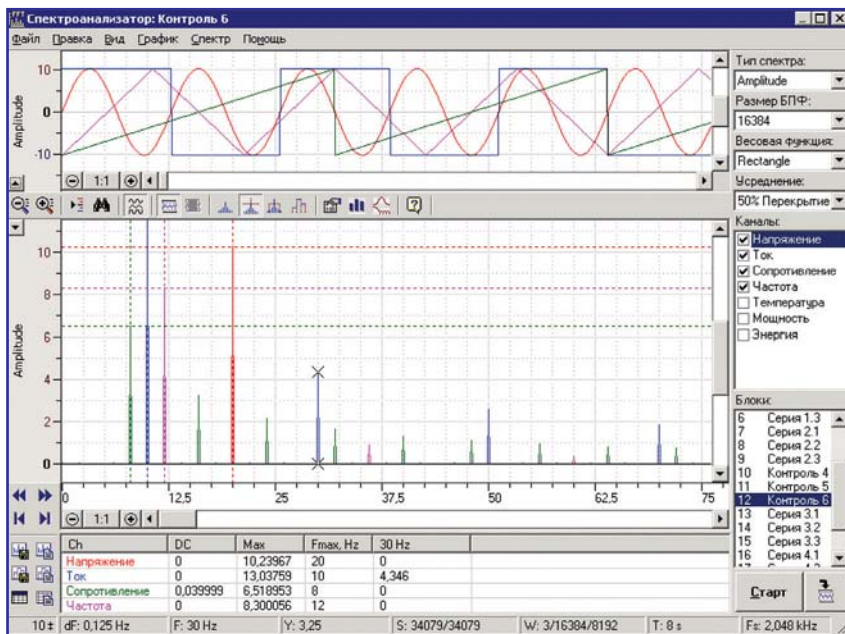 Спектроанализатор: Контроль 6
Файл Правка Вид График Спектр Помощь
Amplitude
10
0
-10
1:1
Тип спектра:
Amplitude
Размер БПФ:
16384
Весовая функция:
Rectangle
Усреднение:
50% Перекрытие
Каналы:
Напряжение
Ток
Сопротивление
Частота
Температура
Мощность
Энергия
Amplitude
10
8
6
4
2
0
0 12,5 25 37,5 50 62,5 75
1:1
Блоки:
6 Серия 1.3
7 Серия 2.1
8 Серия 2.2
9 Серия 2.3
10 Контроль 4
11 Контроль 5
12 Контроль 6
13 Серия 3.1
14 Серия 3.2
15 Серия 3.3
16 Серия 4.1
Старт
Ch DC Max Fmax, Hz 30 Hz
Напряжение 0 10,23967 20 0
Ток 0 13,03759 10 4,346
Сопротивление 0,039999 6,518953 8 0
Частота 0 8,300056 12 0
10 dF: 0,125 Hz F: 30 Hz Y: 3,25 S: 34079/34079 W: 3/16384/8192 T: 8 s Fs: 2,048 kHz